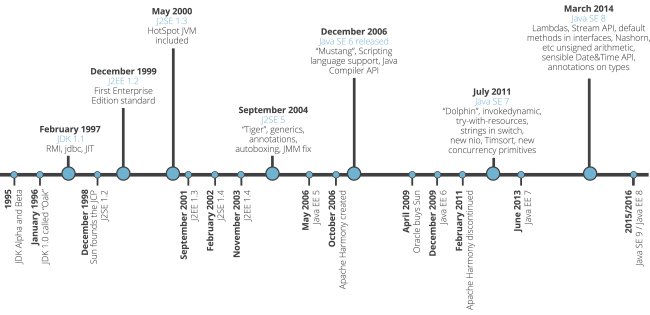 March 2014
Java SE 8
Lambdas, Stream API, default
methods in interfaces, Nashorn,
etc unsigned arithmetic,
sensible Date&Time API,
annotations on types
May 2000
J2SE 1.3
HotSpot JVM
included
December 2006
Java SE 6 released
“Mustang”, Scripting
language support, Java
Compiler API
December 1999
J2EE 1.2
First Enterprise
Edition standard
July 2011
Java SE 7
“Dolphin”, invokedynamic,
try-with-resources,
strings in switch,
new nio, Timsort, new
concurrency primitives
September 2004
J2SE 5
“Tiger”, generics,
annotations,
autoboxing, JMM fix
February 1997
JDK 1.1
RMI, jdbc, JIT
1995
JDK Alpha and Beta
January 1996
JDK 1.0 called “Oak”
December 1998
Sun founds the JCP
J2SE 1.2
September 2001
J2EE 1.3
February 2002
J2SE 1.4
November 2003
J2EE 1.4
May 2006
Java EE 5
October 2006
Apache Harmony created
April 2009
Oracle buys Sun
December 2009
Java EE 6
February 2011
Apache Harmony discontinued
June 2013
Java EE 7
2015/2016
Java SE 9 / Java EE 8